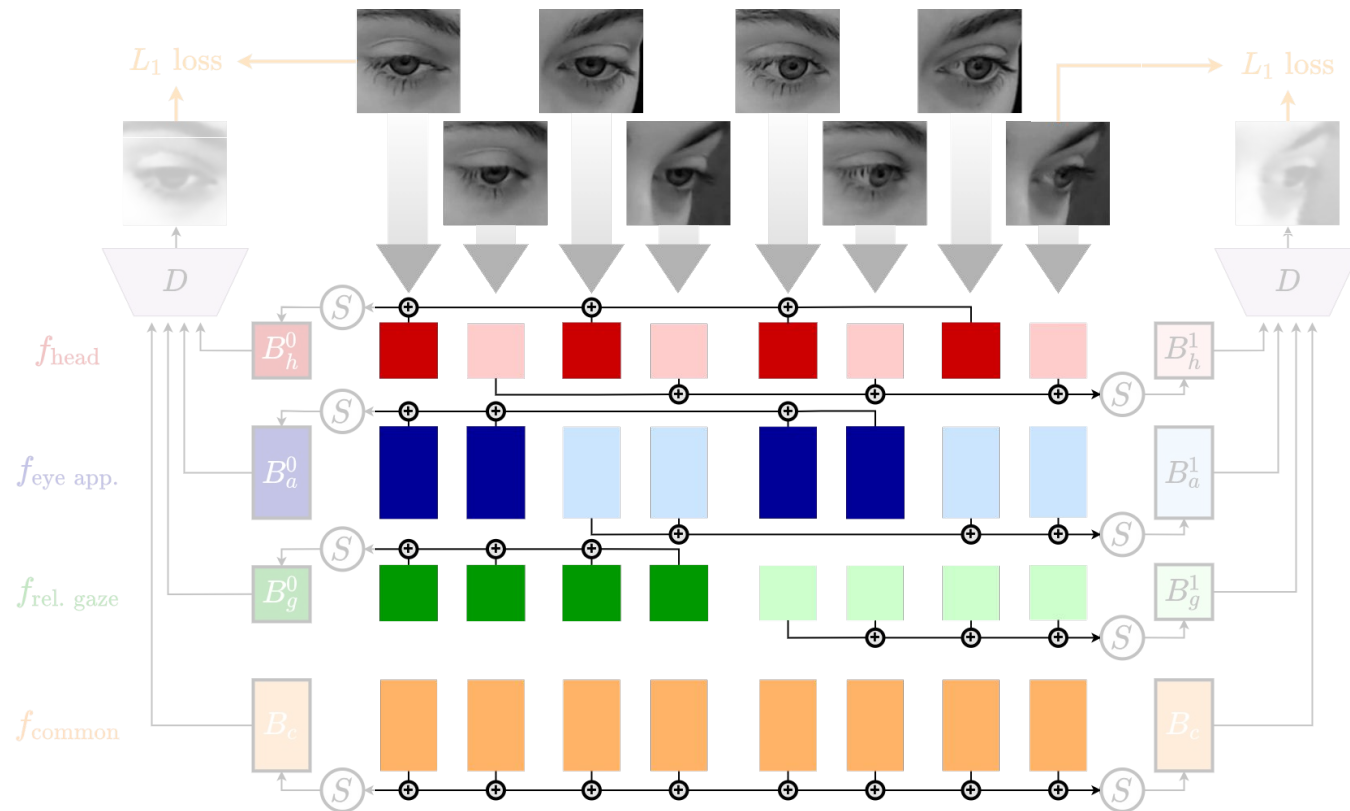 L₁ loss
L₁ loss
D
D
S
f_head
B_h^0
B_h^1
S
S
f_eye app.
B_a^0
B_a^1
S
S
f_rel. gaze
B_g^0
B_g^1
S
f_common
B_c
B_c
S
S